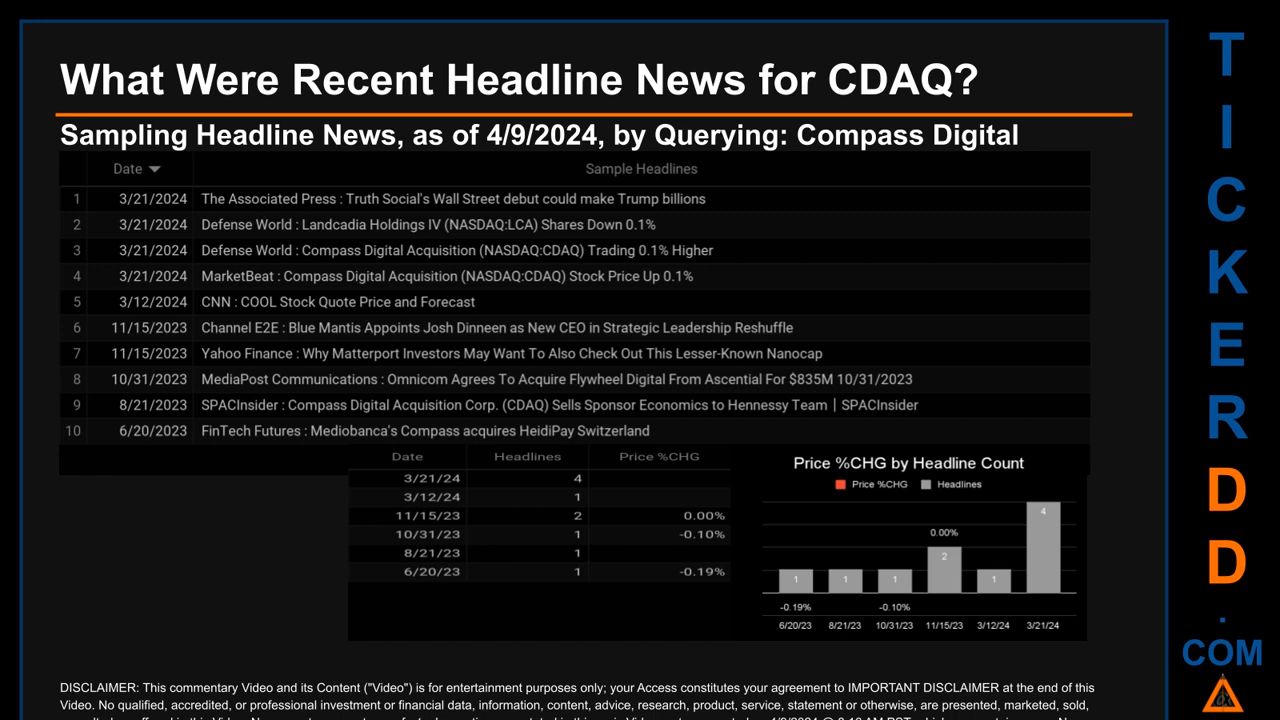 What Were Recent Headline News for CDAQ?
Sampling Headline News, as of 4/9/2024, by Querying: Compass Digital
Date Sample Headlines
1 3/21/2024 The Associated Press : Truth Social's Wall Street debut could make Trump billions
2 3/21/2024 Defense World : Landcadia Holdings IV (NASDAQ:LCA) Shares Down 0.1%
3 3/21/2024 Defense World : Compass Digital Acquisition (NASDAQ:CDAQ) Trading 0.1% Higher
4 3/21/2024 MarketBeat : Compass Digital Acquisition (NASDAQ:CDAQ) Stock Price Up 0.1%
5 3/12/2024 CNN : COOL Stock Quote Price and Forecast
6 11/15/2023 Channel E2E : Blue Mantis Appoints Josh Dinneen as New CEO in Strategic Leadership Reshuffle
7 11/15/2023 Yahoo Finance : Why Matterport Investors May Want To Also Check Out This Lesser-Known Nanocap
8 10/31/2023 MediaPost Communications : Omnicom Agrees To Acquire Flywheel Digital From Ascential For $835M 10/31/2023
9 8/21/2023 SPACInsider : Compass Digital Acquisition Corp. (CDAQ) Sells Sponsor Economics to Hennessy Team | SPACInsider
10 6/20/2023 FinTech Futures : Mediobanca's Compass acquires HeidiPay Switzerland
Date Headlines Price %CHG
3/21/24 4
3/12/24 1
11/15/23 2 0.00%
10/31/23 1 -0.10%
8/21/23 1
6/20/23 1 -0.19%
Price %CHG by Headline Count
Price %CHG Headlines
4
0.00%
2
1 1 1 1
-0.19% -0.10%
6/20/23 8/21/23 10/31/23 11/15/23 3/12/24 3/21/24
DISCLAIMER: This commentary Video and its Content ("Video") is for entertainment purposes only; your Access constitutes your agreement to IMPORTANT DISCLAIMER at the end of this
Video. No qualified, accredited, or professional investment or financial data, information, content, advice, research, product, service, statement or otherwise, are presented, marketed, sold,
T
I
C
K
E
R
D
D
.
COM